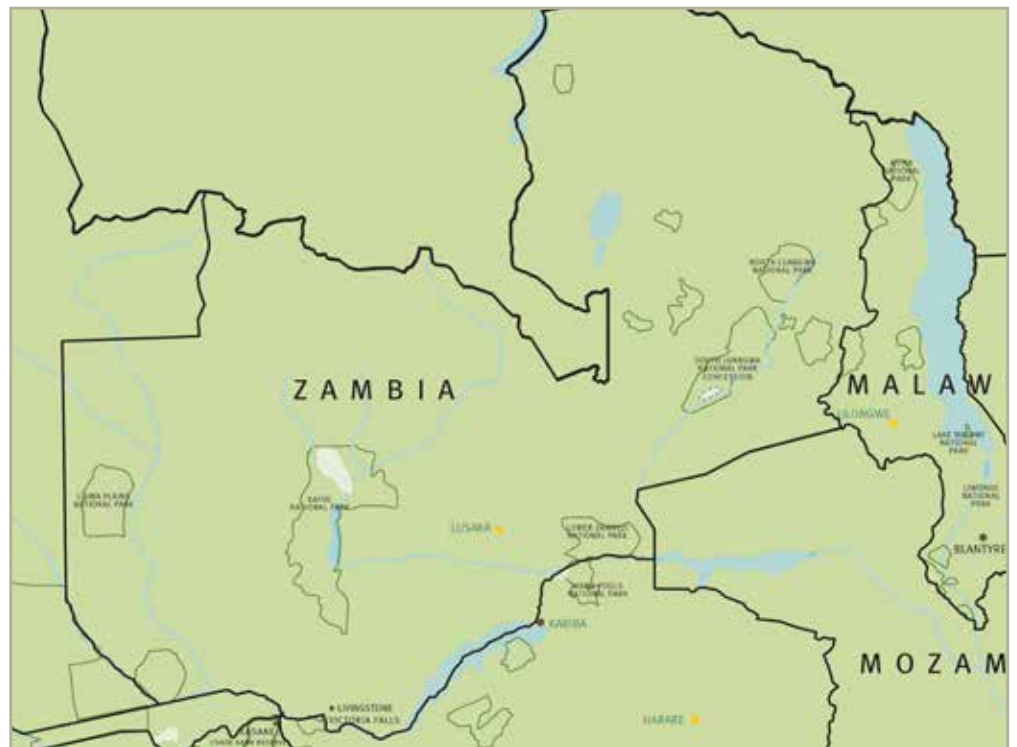 NYIKA
NATIONAL
PARK
NORTH LUANGWA
NATIONAL PARK
SOUTH LUANGWA
NATIONAL PARK
CONCESSION
ZAMBIA
MALAW
LILONGWE
LAKE MALAWI
NATIONAL
PARK
LIUWA PLAINS
NATIONAL PARK
KAFUE
NATIONAL PARK
LIWONDE
NATIONAL
PARK
LUSAKA
LOWER ZAMBEZI
NATIONAL PARK
BLANTYRE
MANA POOLS
NATIONAL PARK
KARIBA
MOZAM
LIVINGSTONE
VICTORIA FALLS
HARARE
KASANE
CHOBE GAME RESERVE